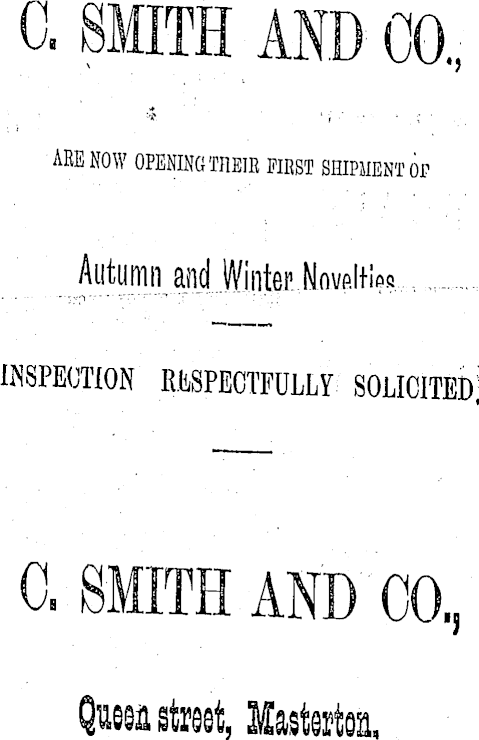 C. SMITH AND CO.,
ARE NOW OPENING THEIR FIRST SHIPMENT OF
Autumn and Winter Novelties
INSPECTION RESPECTFULLY SOLICITED.
C. SMITH AND CO.,
Queen street, Masterton.